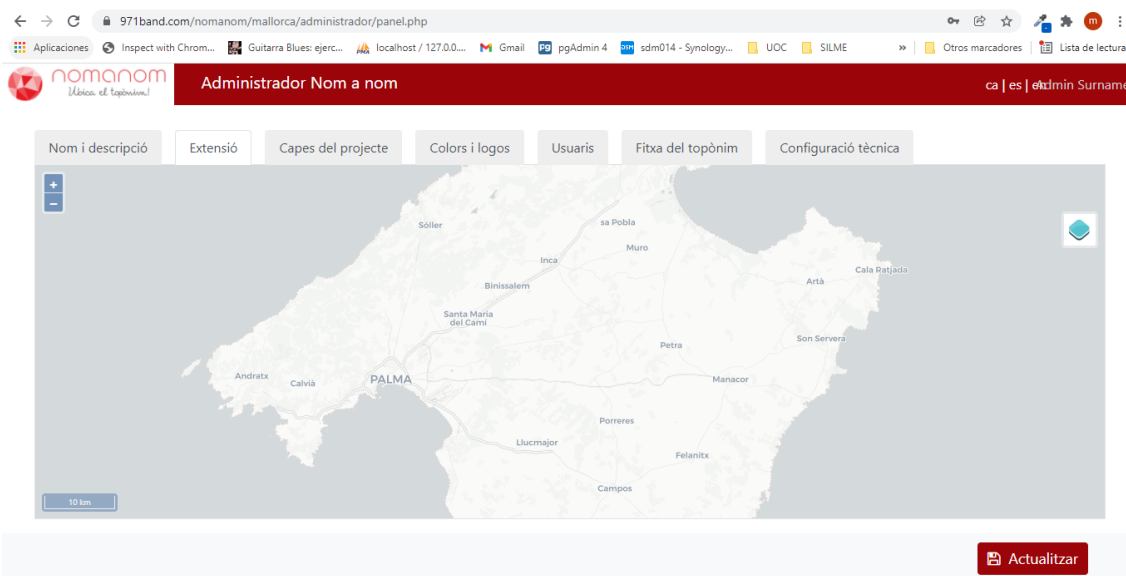 971band.com/nomanom/mallorca/administrador/panel.php
m
Aplicaciones Inspect with Chrom... Guitarra Blues: ejerc... localhost / 127.0.0.... Gmail pgAdmin 4 sdm014 - Synology... UOC SILME » Otros marcadores Lista de lectura
nomanom
Ubica el topònim!
Administrador Nom a nom
ca | es | en Admin Surname
Nom i descripció Extensió Capes del projecte Colors i logos Usuaris Fitxa del topònim Configuració tècnica
+
−
Sóller
sa Pobla
Muro
Inca
Cala Ratjada
Artà
Binissalem
Santa Maria
del Camí
Son Servera
Petra
Andratx
Calvià
PALMA
Manacor
Porreres
Llucmajor
Felanitx
Campos
10 km
Actualitzar